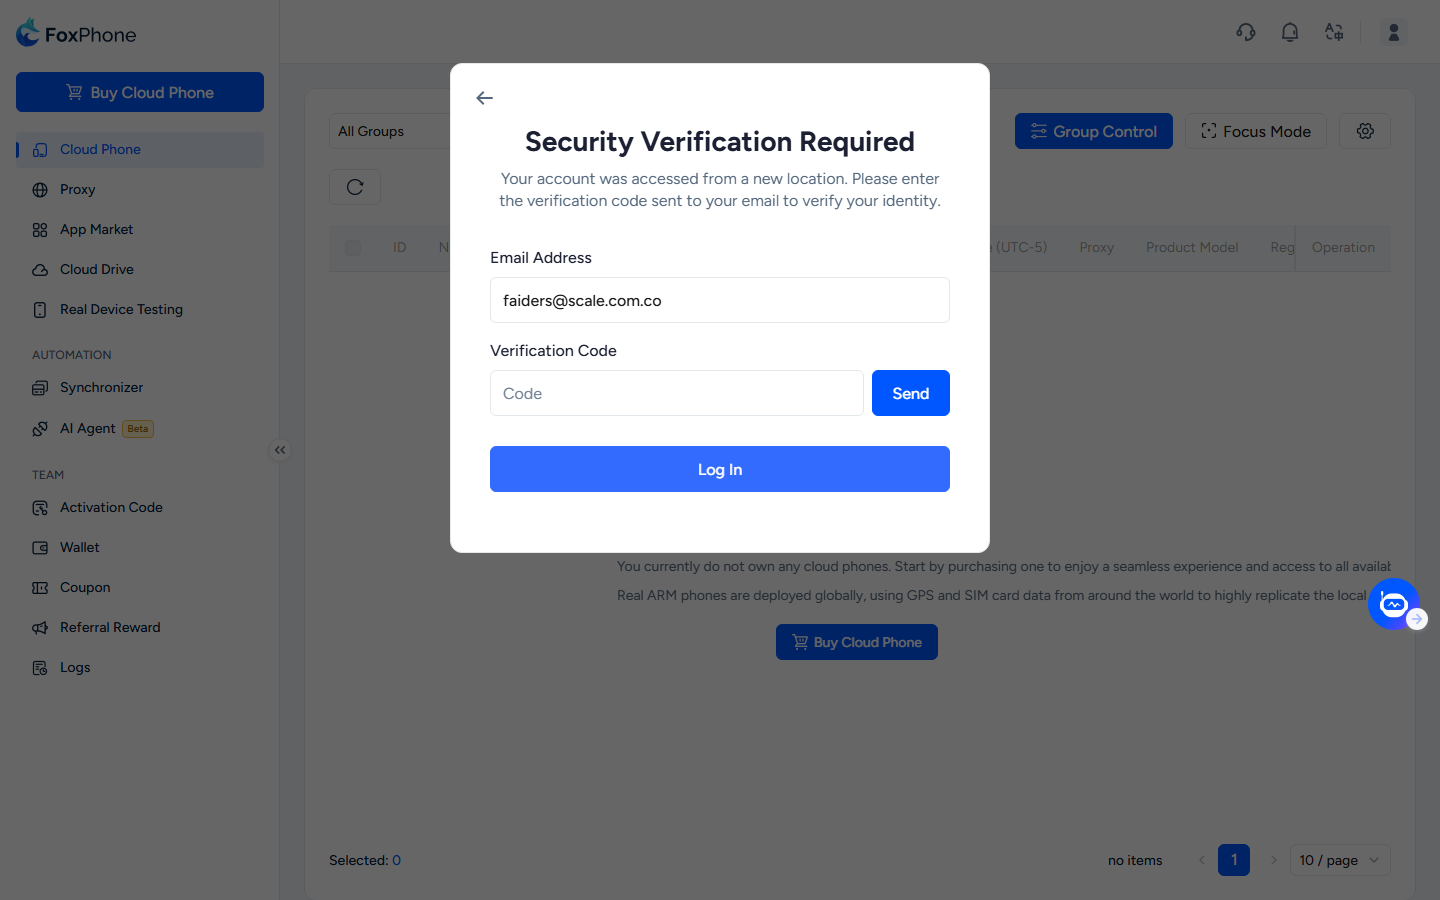 FoxPhone
Buy Cloud Phone
Cloud Phone
Proxy
App Market
Cloud Drive
Real Device Testing
AUTOMATION
Synchronizer
AI Agent Beta
TEAM
Activation Code
Wallet
Coupon
Referral Reward
Logs
All Groups
Group Control
Focus Mode
ID
(UTC-5)
Proxy
Product Model
Reg
Operation
Security Verification Required
Your account was accessed from a new location. Please enter
the verification code sent to your email to verify your identity.
Email Address
faiders@scale.com.co
Verification Code
Code
Send
Log In
You currently do not own any cloud phones. Start by purchasing one to enjoy a seamless experience and access to all availab
Real ARM phones are deployed globally, using GPS and SIM card data from around the world to highly replicate the local
Buy Cloud Phone
Selected: 0
no items
1
10 / page